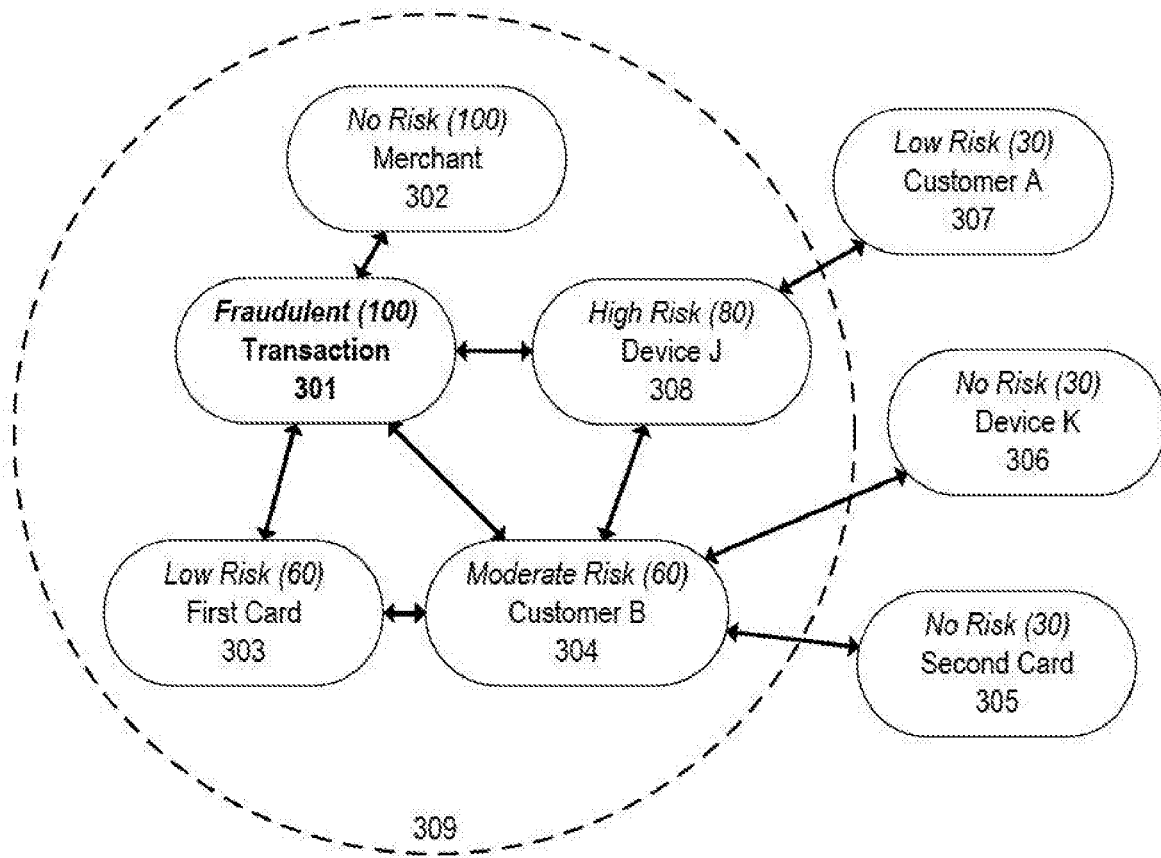 No Risk (100)
Merchant
302
Low Risk (30)
Customer A
307
Fraudulent (100)
Transaction
301
High Risk (80)
Device J
308
No Risk (30)
Device K
306
Low Risk (60)
First Card
303
Moderate Risk (60)
Customer B
304
No Risk (30)
Second Card
305
309